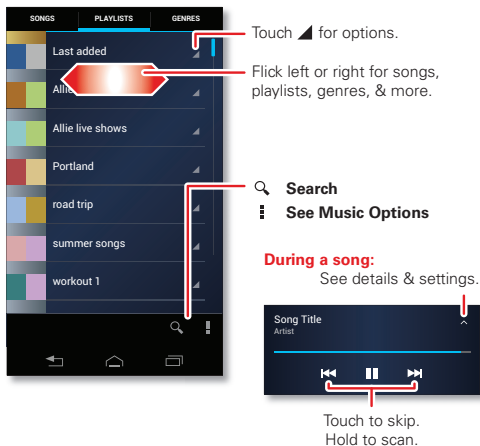 SONGS PLAYLISTS GENRES
Last added
Allie
Allie live shows
Portland
road trip
summer songs
workout 1
Touch for options.
Flick left or right for songs,
playlists, genres, & more.
Search
See Music Options
During a song:
See details & settings.
Song Title
Artist
Touch to skip.
Hold to scan.